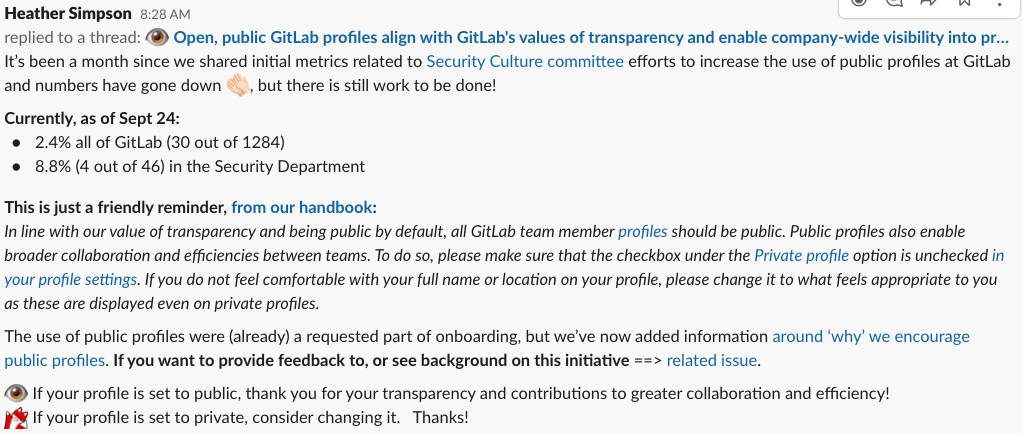 Heather Simpson 8:28 AM
replied to a thread: Open, public GitLab profiles align with GitLab's values of transparency and enable company-wide visibility into pr...
It's been a month since we shared initial metrics related to Security Culture committee efforts to increase the use of public profiles at GitLab
and numbers have gone down , but there is still work to be done!
Currently, as of Sept 24:
● 2.4% all of GitLab (30 out of 1284)
● 8.8% (4 out of 46) in the Security Department
This is just a friendly reminder, from our handbook:
In line with our value of transparency and being public by default, all GitLab team member profiles should be public. Public profiles also enable
broader collaboration and efficiencies between teams. To do so, please make sure that the checkbox under the Private profile option is unchecked in
your profile settings. If you do not feel comfortable with your full name or location on your profile, please change it to what feels appropriate to you
as these are displayed even on private profiles.
The use of public profiles were (already) a requested part of onboarding, but we've now added information around 'why' we encourage
public profiles. If you want to provide feedback to, or see background on this initiative ==> related issue.
If your profile is set to public, thank you for your transparency and contributions to greater collaboration and efficiency!
If your profile is set to private, consider changing it. Thanks!